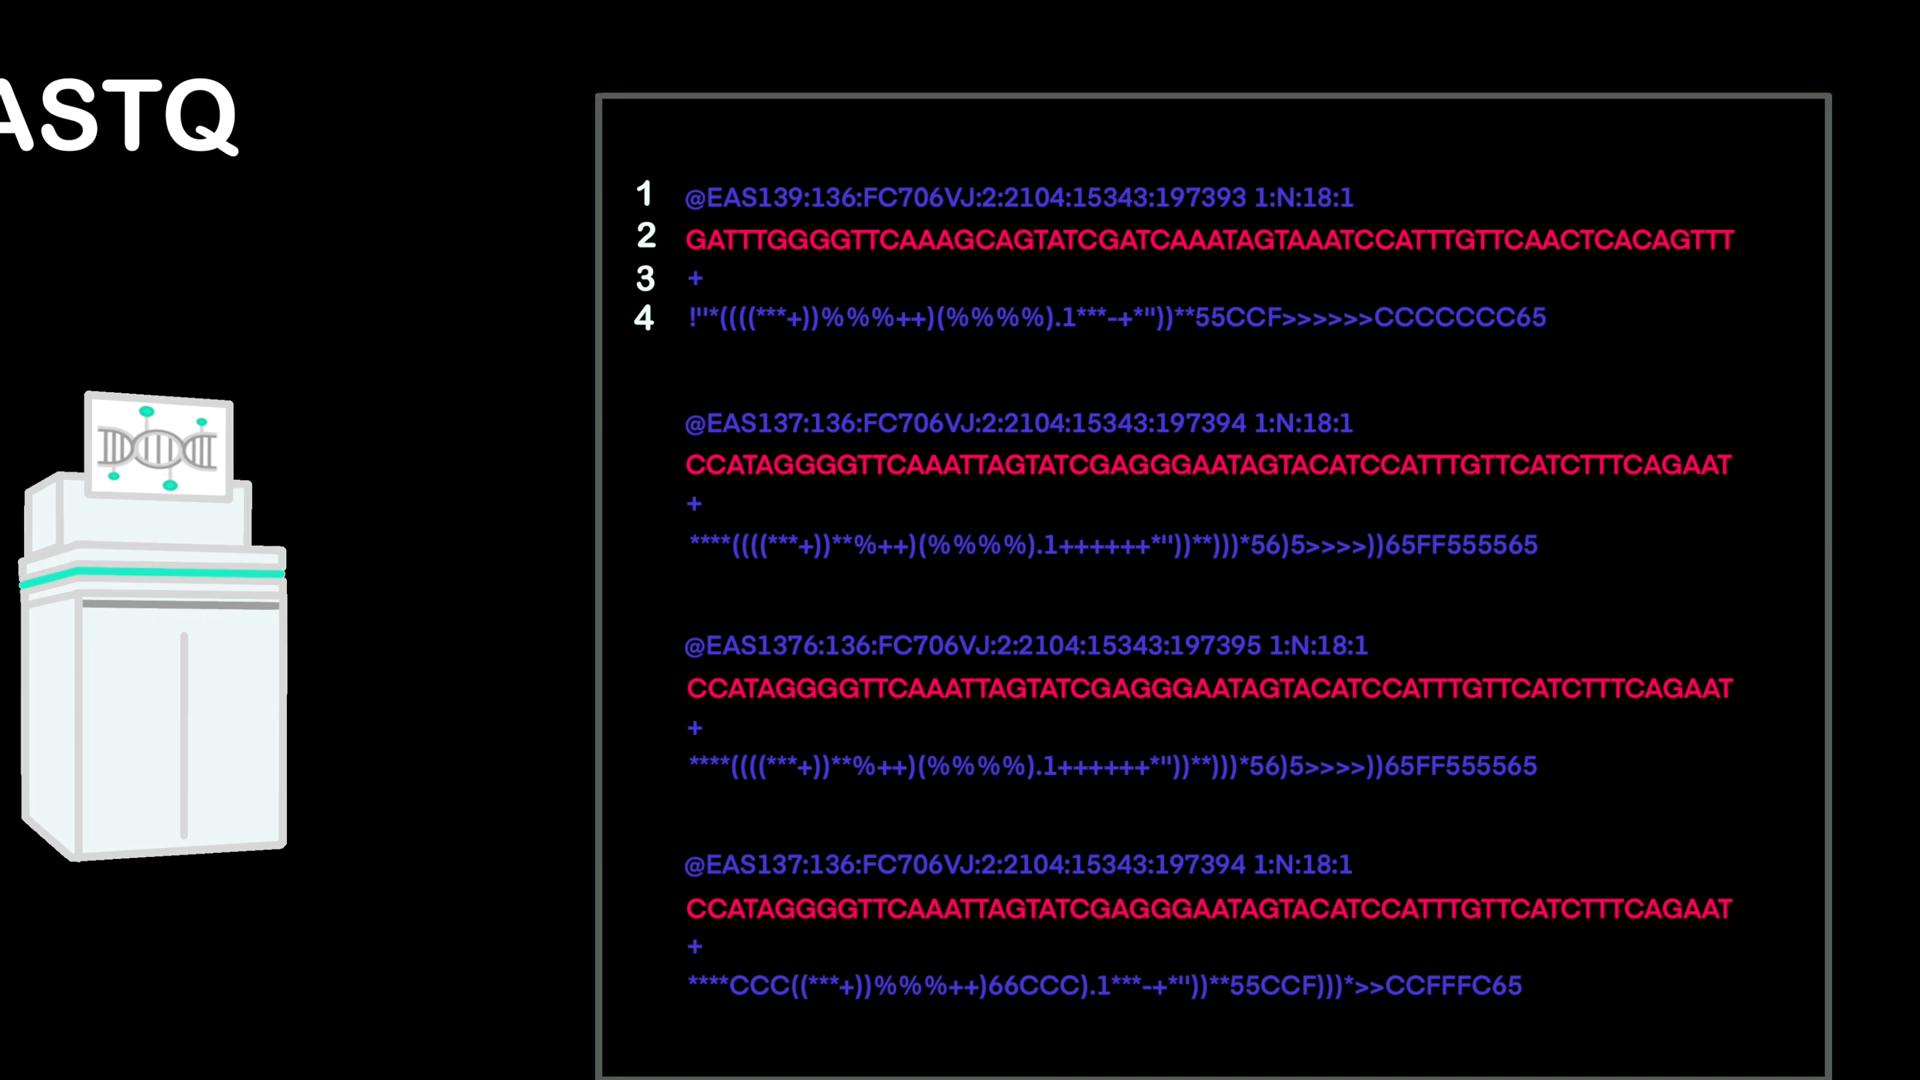 ASTQ
1 @EAS139:136:FC706VJ:2:2104:15343:197393 1:N:18:1
2 GATTTGGGGTTCAAAGCAGTATCGATCAAATAGTAAATCCATTTGTTCAACTCACAGTTT
3 +
4 !"*((((***+))%%%++)(%%%%).1***-+*"))**55CCF>>>>>>CCCCCCC65
@EAS137:136:FC706VJ:2:2104:15343:197394 1:N:18:1
CCATAGGGGTTCAAATTAGTATCGAGGGAATAGTACATCCATTTGTTCATCTTTCAGAAT
+
****((((***+))**%++)(%%%%).1++++++*"))**)))*56)5>>>>))65FF555565
@EAS1376:136:FC706VJ:2:2104:15343:197395 1:N:18:1
CCATAGGGGTTCAAATTAGTATCGAGGGAATAGTACATCCATTTGTTCATCTTTCAGAAT
+
****((((***+))**%++)(%%%%).1++++++*"))**)))*56)5>>>>))65FF555565
@EAS137:136:FC706VJ:2:2104:15343:197394 1:N:18:1
CCATAGGGGTTCAAATTAGTATCGAGGGAATAGTACATCCATTTGTTCATCTTTCAGAAT
+
****CCC((***+))%%%++)66CCC).1***-+*"))**55CCF)))*>>CCFFFC65